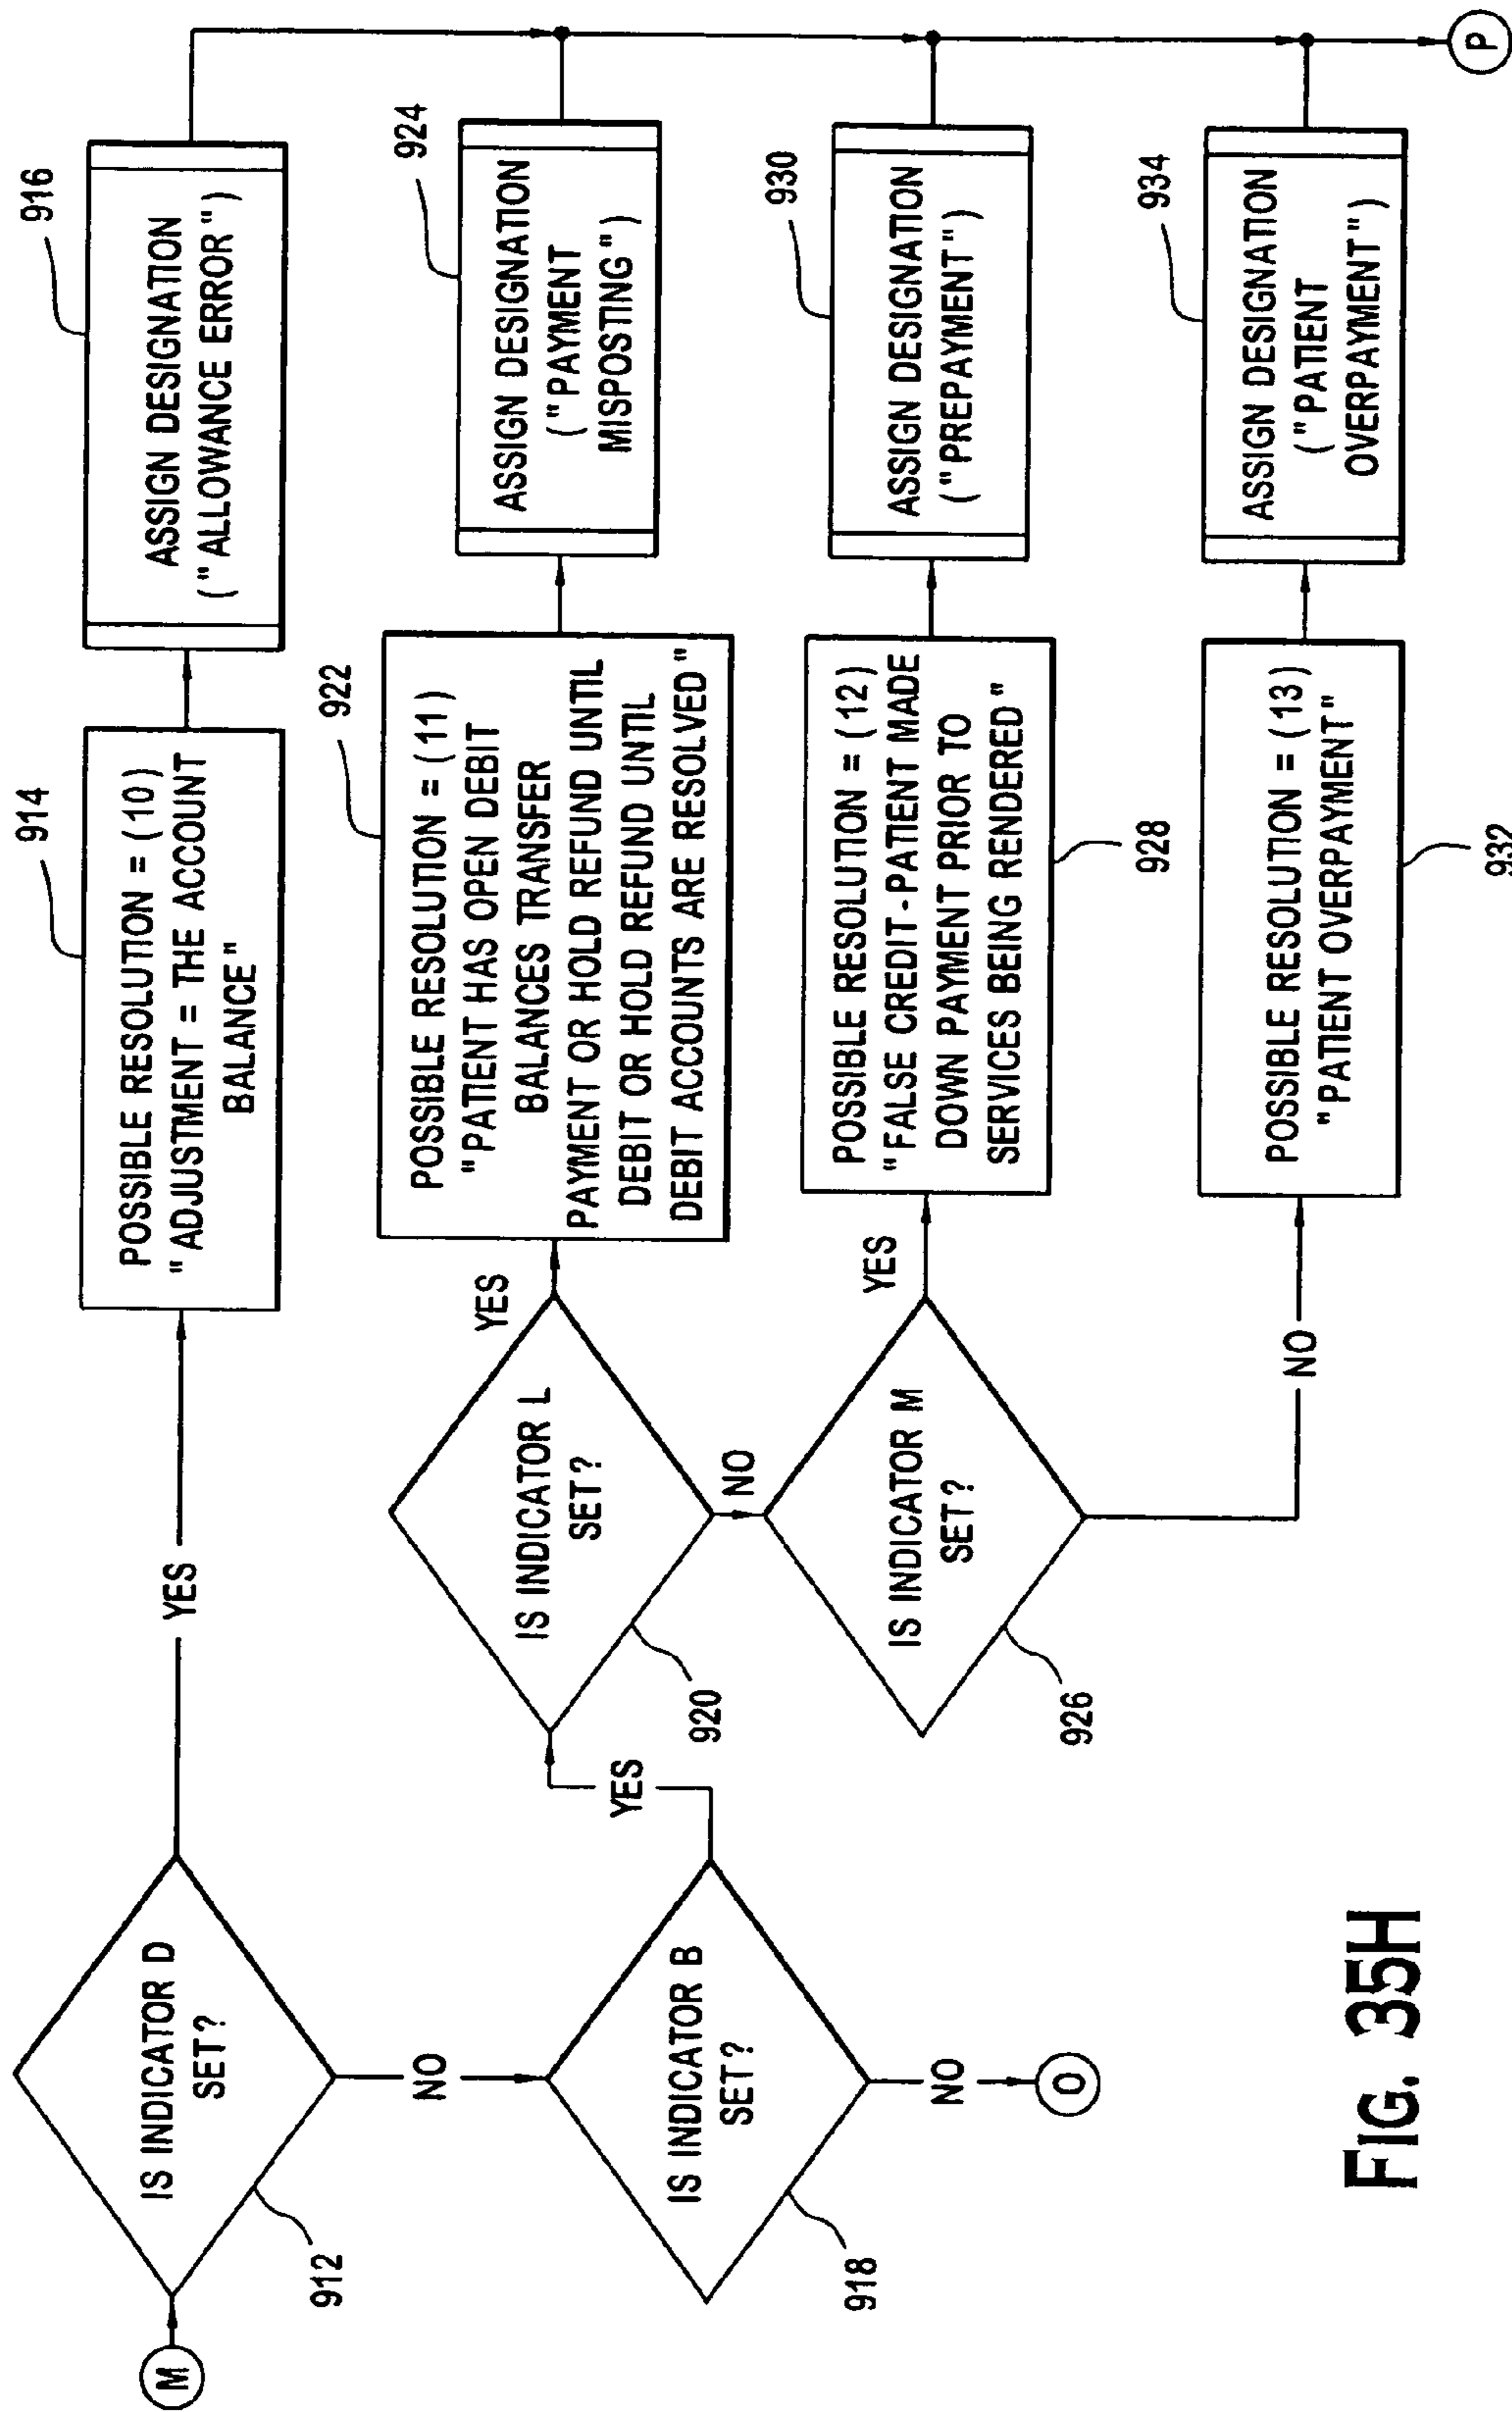 M
IS INDICATOR D
SET?
912
YES
914
POSSIBLE RESOLUTION = (10)
"ADJUSTMENT = THE ACCOUNT
BALANCE"
916
ASSIGN DESIGNATION
("ALLOWANCE ERROR")
NO
IS INDICATOR B
SET?
918
YES
NO
O
IS INDICATOR L
SET?
920
YES
922
POSSIBLE RESOLUTION = (11)
"PATIENT HAS OPEN DEBIT
BALANCES TRANSFER
PAYMENT OR HOLD REFUND UNTIL
DEBIT OR HOLD REFUND UNTIL
DEBIT ACCOUNTS ARE RESOLVED"
924
ASSIGN DESIGNATION
("PAYMENT
MISPOSTING")
NO
IS INDICATOR M
SET?
926
YES
POSSIBLE RESOLUTION = (12)
"FALSE CREDIT-PATIENT MADE
DOWN PAYMENT PRIOR TO
SERVICES BEING RENDERED"
928
930
ASSIGN DESIGNATION
("PREPAYMENT")
NO
POSSIBLE RESOLUTION = (13)
"PATIENT OVERPAYMENT"
932
934
ASSIGN DESIGNATION
("PATIENT
OVERPAYMENT")
P
FIG. 35H